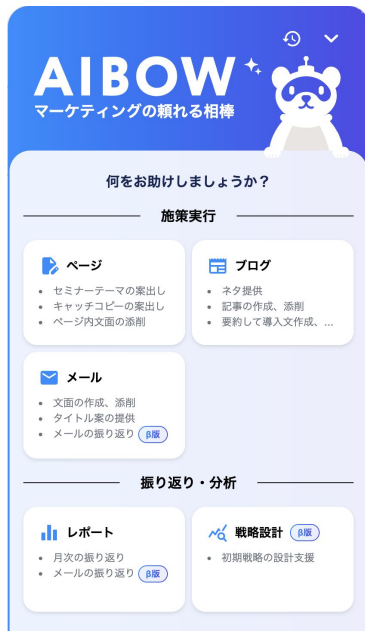 AIBOW
マーケティングの頼れる相棒
何をお助けしましょうか？
施策実行
ページ
• セミナーテーマの案出し
• キャッチコピーの案出し
• ページ内文面の添削
ブログ
• ネタ提供
• 記事の作成、添削
• 要約して導入文作成、...
メール
• 文面の作成、添削
• タイトル案の提供
• メールの振り返り β版
振り返り・分析
レポート
• 月次の振り返り
• メールの振り返り β版
戦略設計 β版
• 初期戦略の設計支援